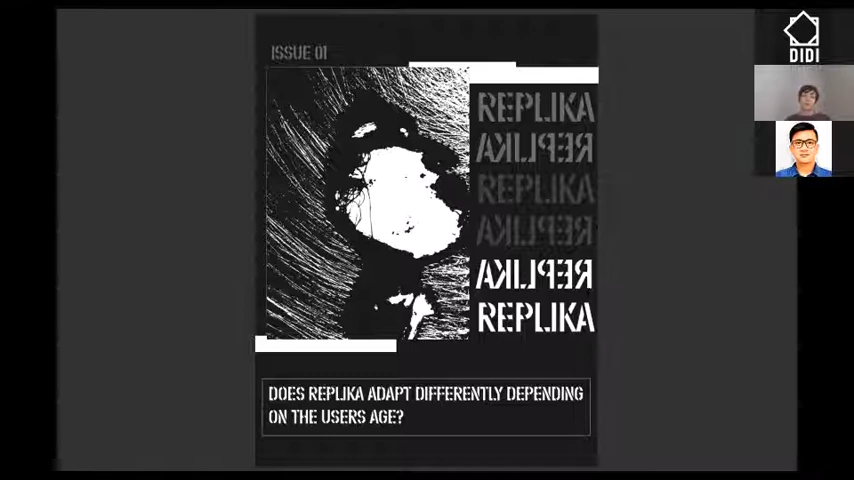 ISSUE 01
REPLIKA
REPLIKA
REPLIKA
REPLIKA
REPLIKA
REPLIKA
DOES REPLIKA ADAPT DIFFERENTLY DEPENDING
ON THE USERS AGE?
DIDI